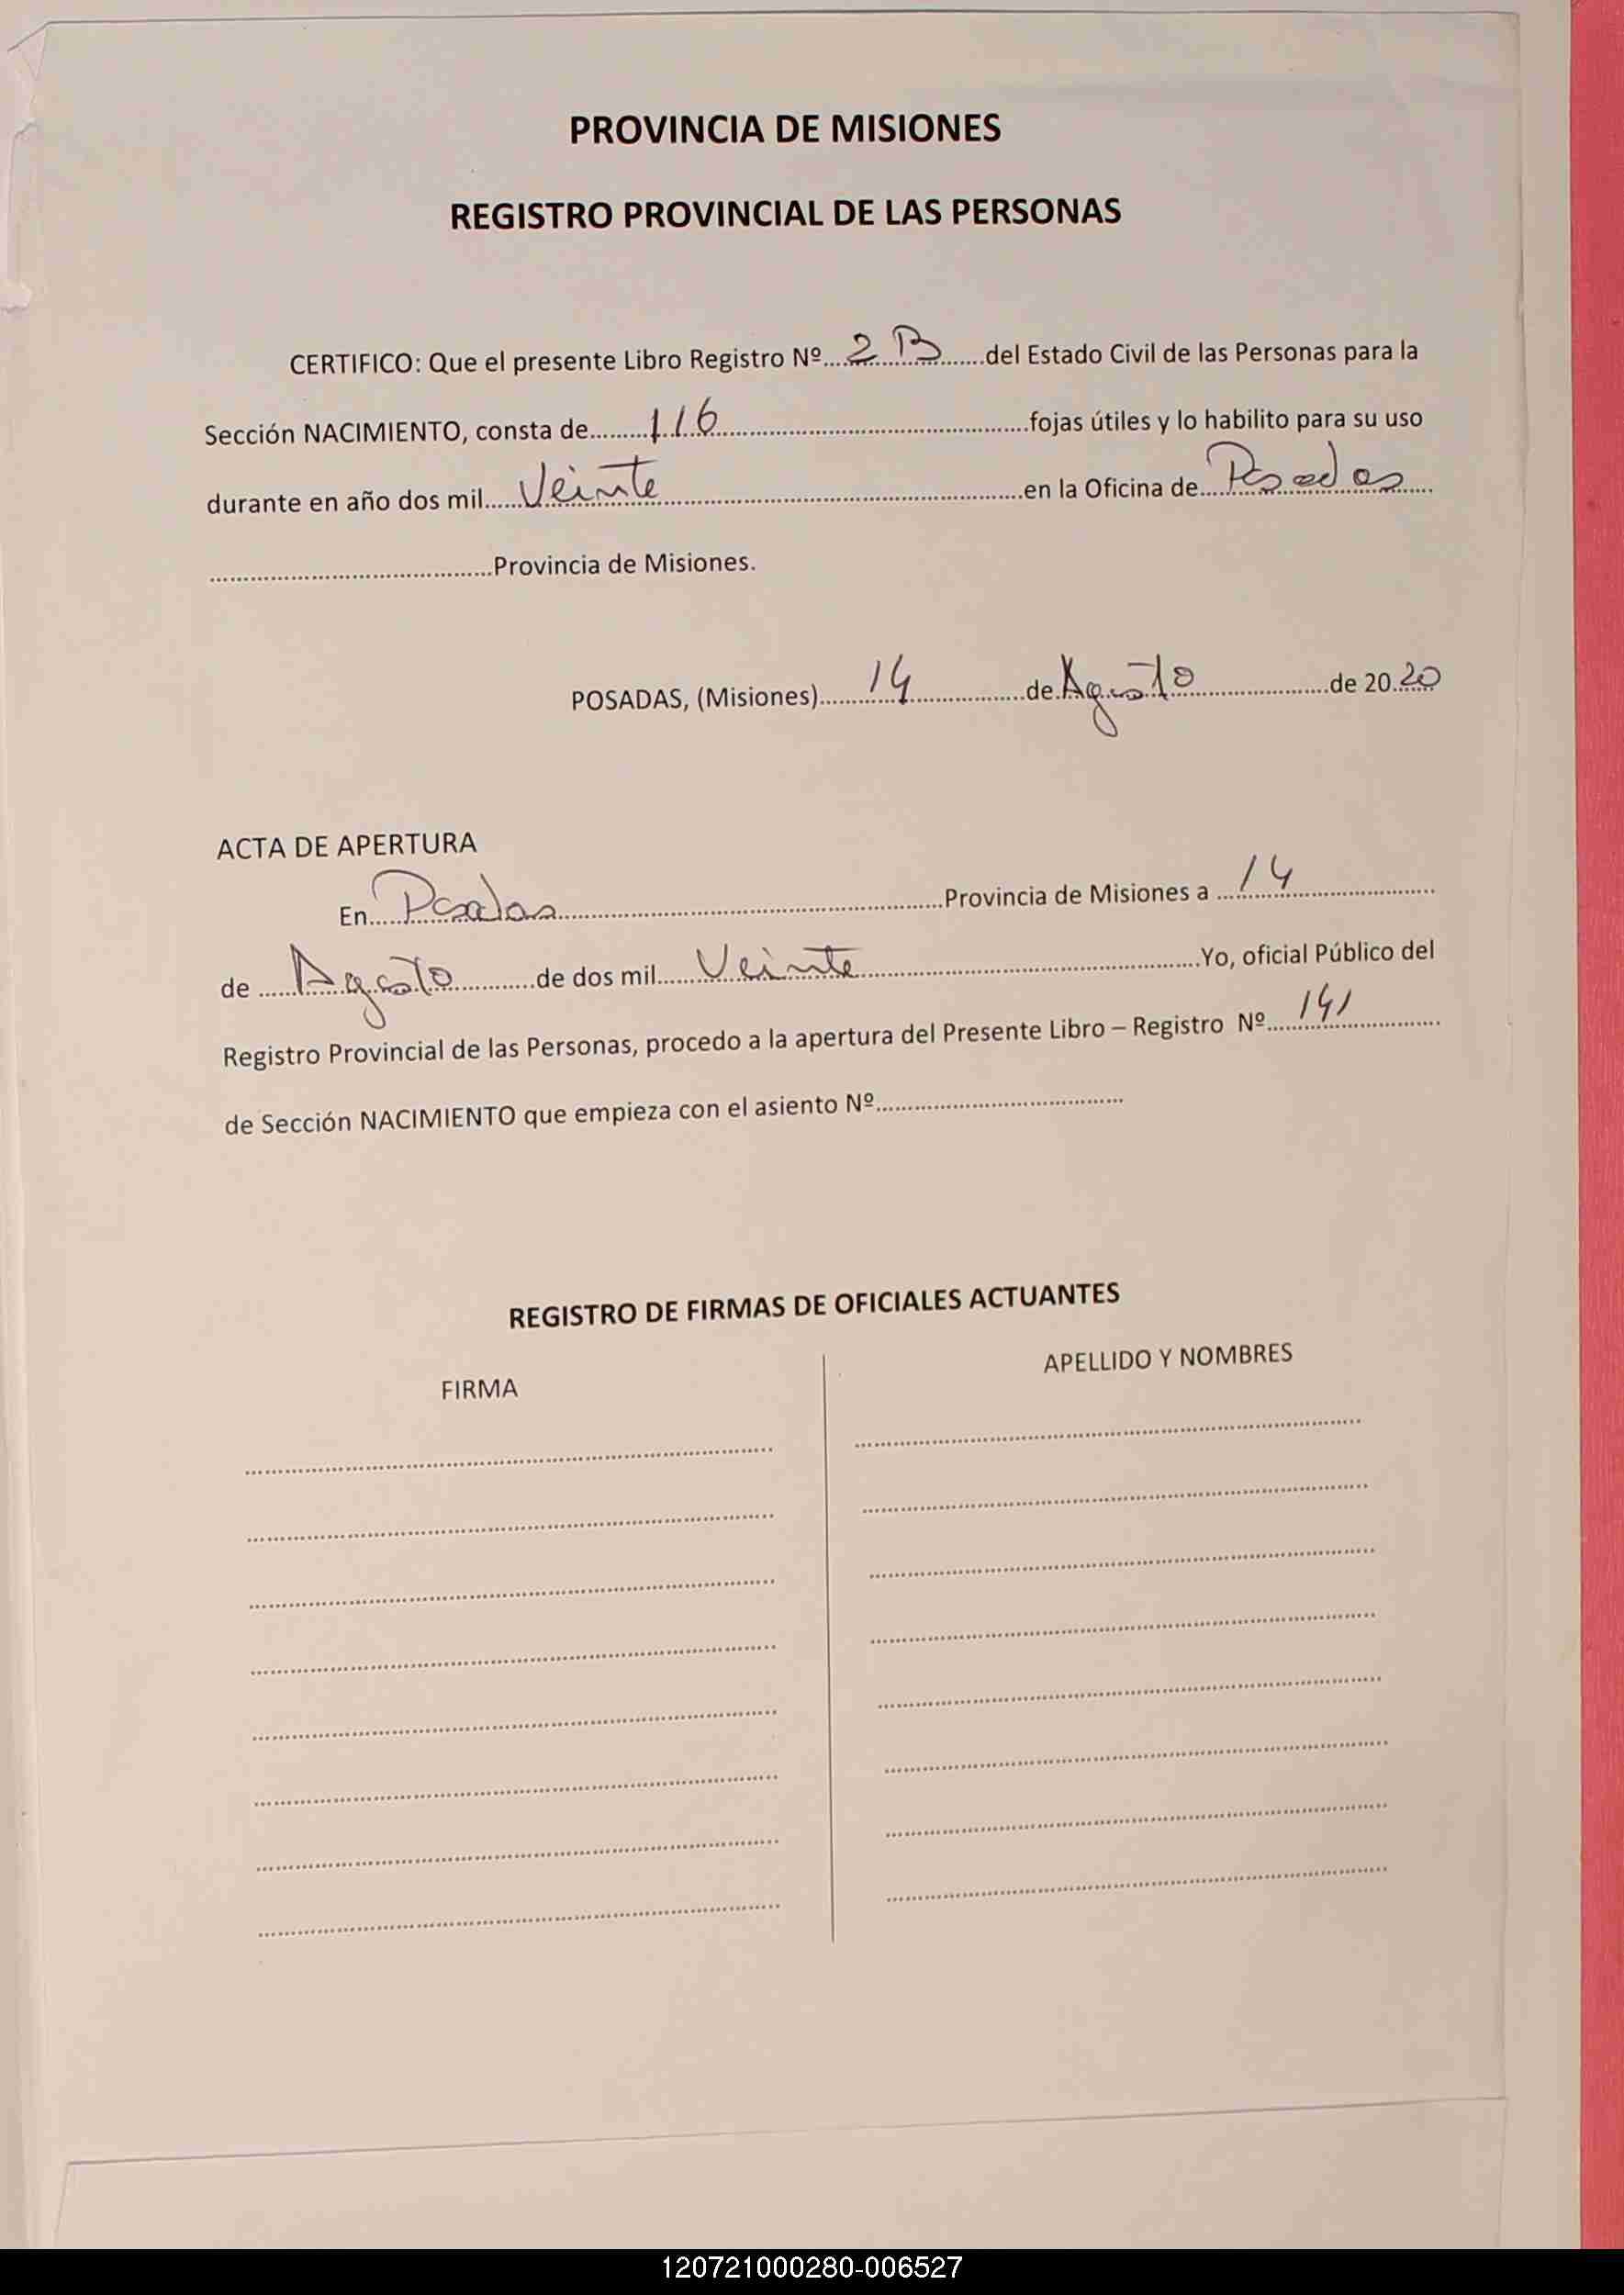 PROVINCIA DE MISIONES
REGISTRO PROVINCIAL DE LAS PERSONAS
CERTIFICO: Que el presente Libro Registro Nº...2 B...del Estado Civil de las Personas para la
Sección NACIMIENTO, consta de...116...fojas útiles y lo habilito para su uso
durante en año dos mil...Veinte...en la Oficina de...Posadas...
...Provincia de Misiones.
POSADAS, (Misiones)...14...de.Agosto...de 20.20
ACTA DE APERTURA
En...Posadas...Provincia de Misiones a ...14...
de ...Agosto...de dos mil...Veinte...Yo, oficial Público del
Registro Provincial de las Personas, procedo a la apertura del Presente Libro – Registro Nº...141...
de Sección NACIMIENTO que empieza con el asiento Nº...
REGISTRO DE FIRMAS DE OFICIALES ACTUANTES
FIRMA
APELLIDO Y NOMBRES
120721000280-006527